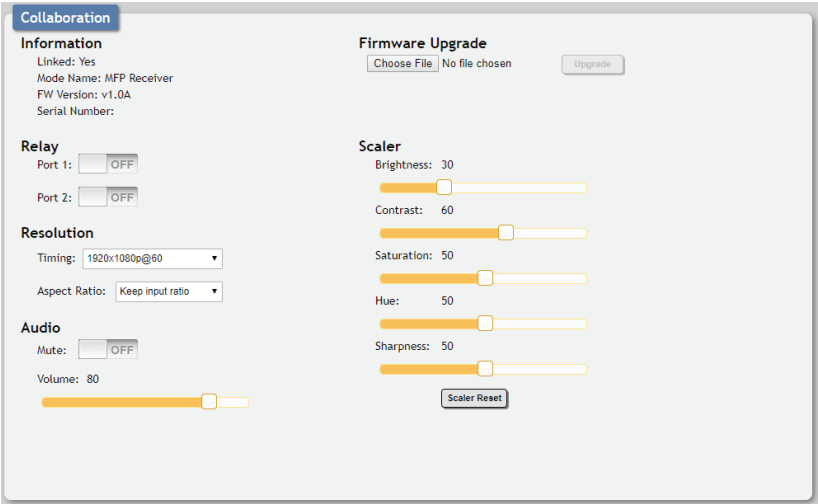 Collaboration
Information
Linked: Yes
Mode Name: MFP Receiver
FW Version: v1.0A
Serial Number:
Firmware Upgrade
Choose File No file chosen Upgrade
Relay
Port 1: OFF
Port 2: OFF
Resolution
Timing: 1920x1080p@60
Aspect Ratio: Keep input ratio
Audio
Mute: OFF
Volume: 80
Scaler
Brightness: 30
Contrast: 60
Saturation: 50
Hue: 50
Sharpness: 50
Scaler Reset